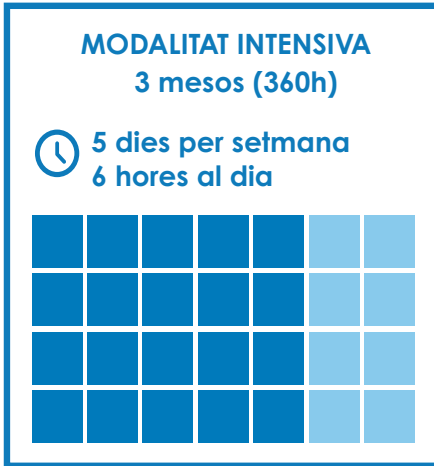 MODALITAT INTENSIVA
3 mesos (360h)
5 dies per setmana
6 hores al dia